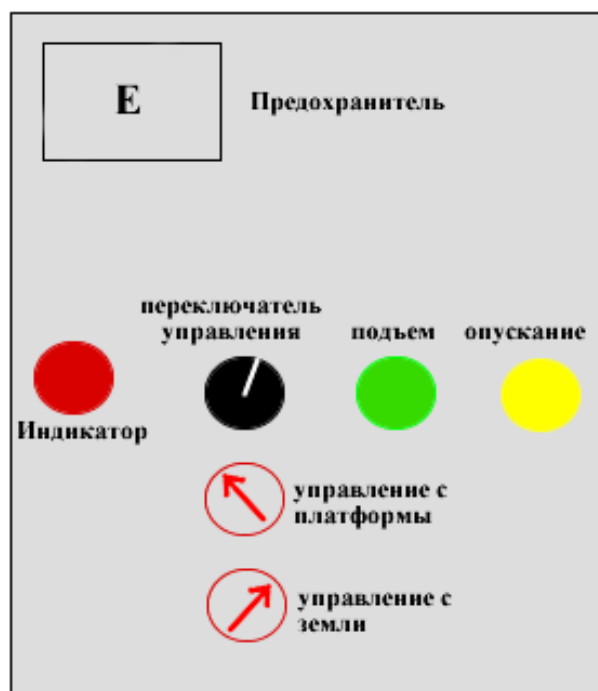 E
Предохранитель
переключатель
управления
подъем
опускание
Индикатор
управление с
платформы
управление с
земли